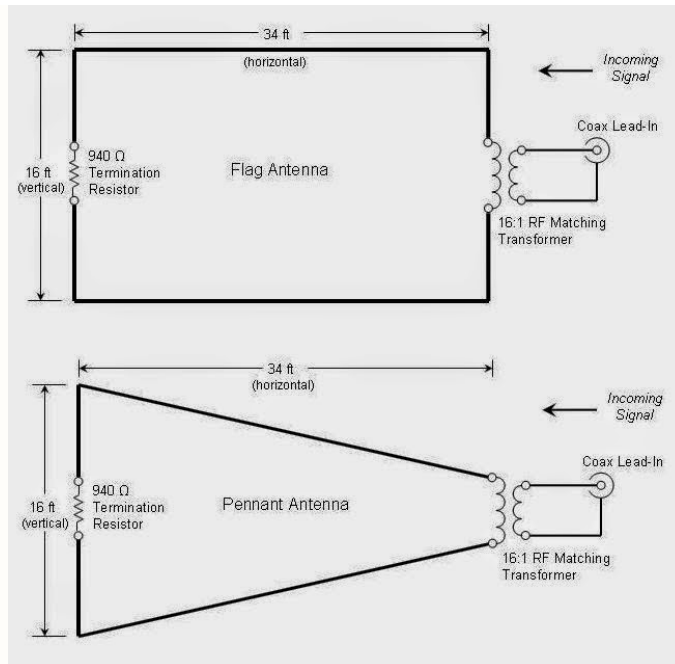 34 ft
(horizontal)
Incoming
Signal
Coax Lead-In
940 Ω
Termination
Resistor
16 ft
(vertical)
Flag Antenna
16:1 RF Matching
Transformer
34 ft
(horizontal)
Incoming
Signal
Coax Lead-In
940 Ω
Termination
Resistor
16 ft
(vertical)
Pennant Antenna
16:1 RF Matching
Transformer